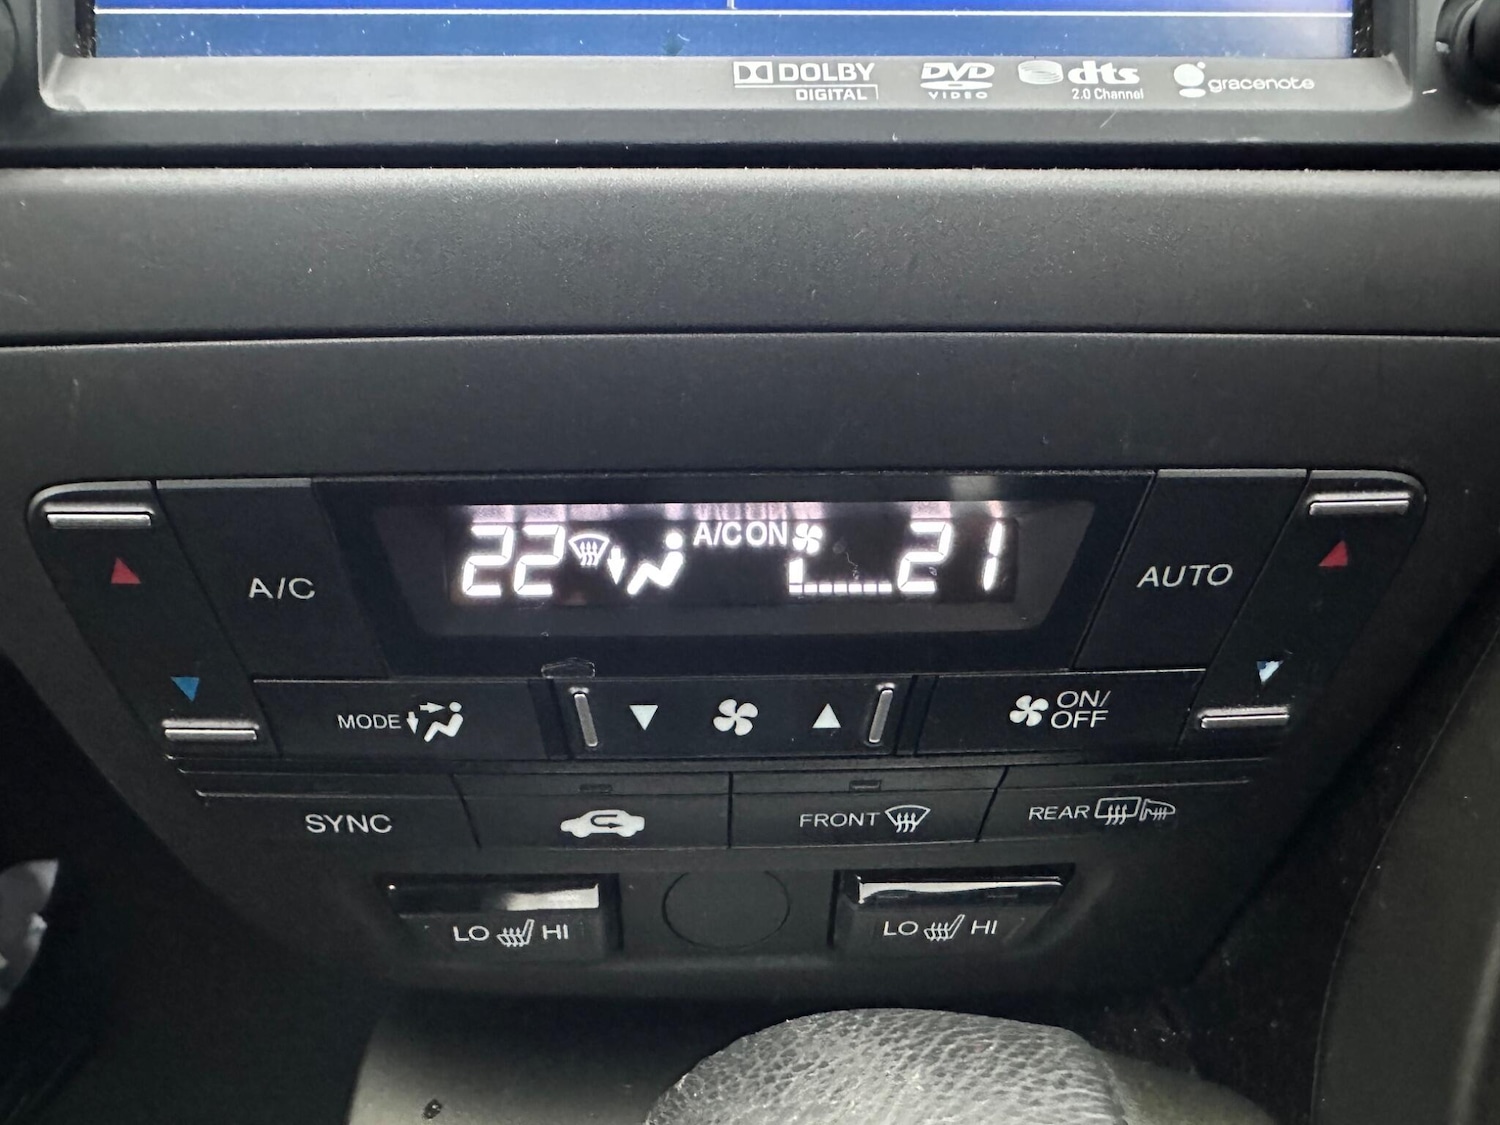 DOLBY
DIGITAL
DVD
VIDEO
dts
2.0 Channel
gracenote
22
A/C ON
21
A/C
AUTO
MODE
ON/
OFF
SYNC
FRONT
REAR
LO HI
LO HI